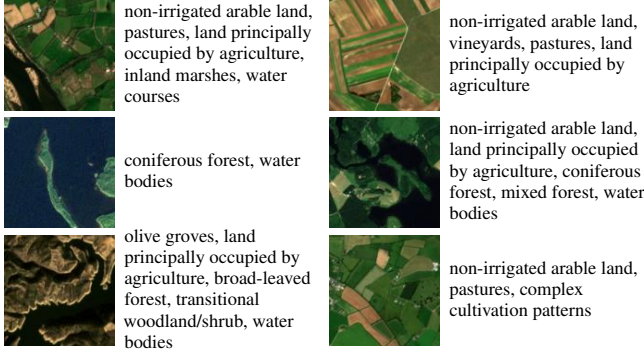 non-irrigated arable land,
pastures, land principally
occupied by agriculture,
inland marshes, water
courses
non-irrigated arable land,
vineyards, pastures, land
principally occupied by
agriculture
coniferous forest, water
bodies
non-irrigated arable land,
land principally occupied
by agriculture, coniferous
forest, mixed forest, water
bodies
olive groves, land
principally occupied by
agriculture, broad-leaved
forest, transitional
woodland/shrub, water
bodies
non-irrigated arable land,
pastures, complex
cultivation patterns